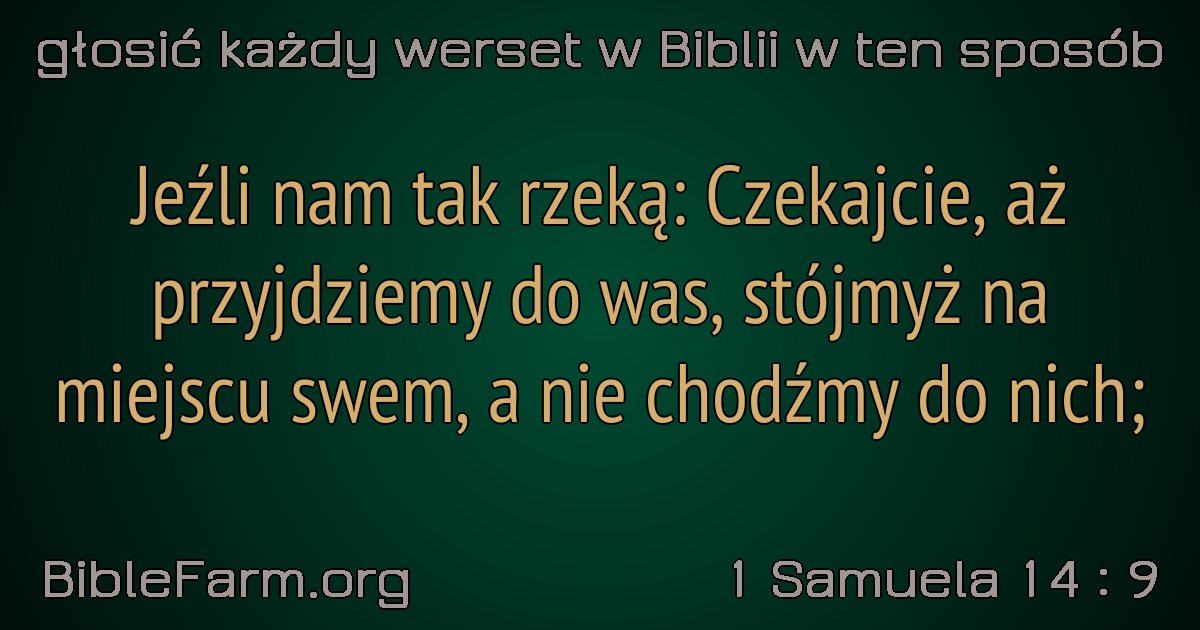 głosić każdy werset w Biblii w ten sposób
Jeźli nam tak rzeką: Czekajcie, aż
przyjdziemy do was, stójmyż na
miejscu swem, a nie chodźmy do nich;
BibleFarm.org
1 Samuela 14 : 9